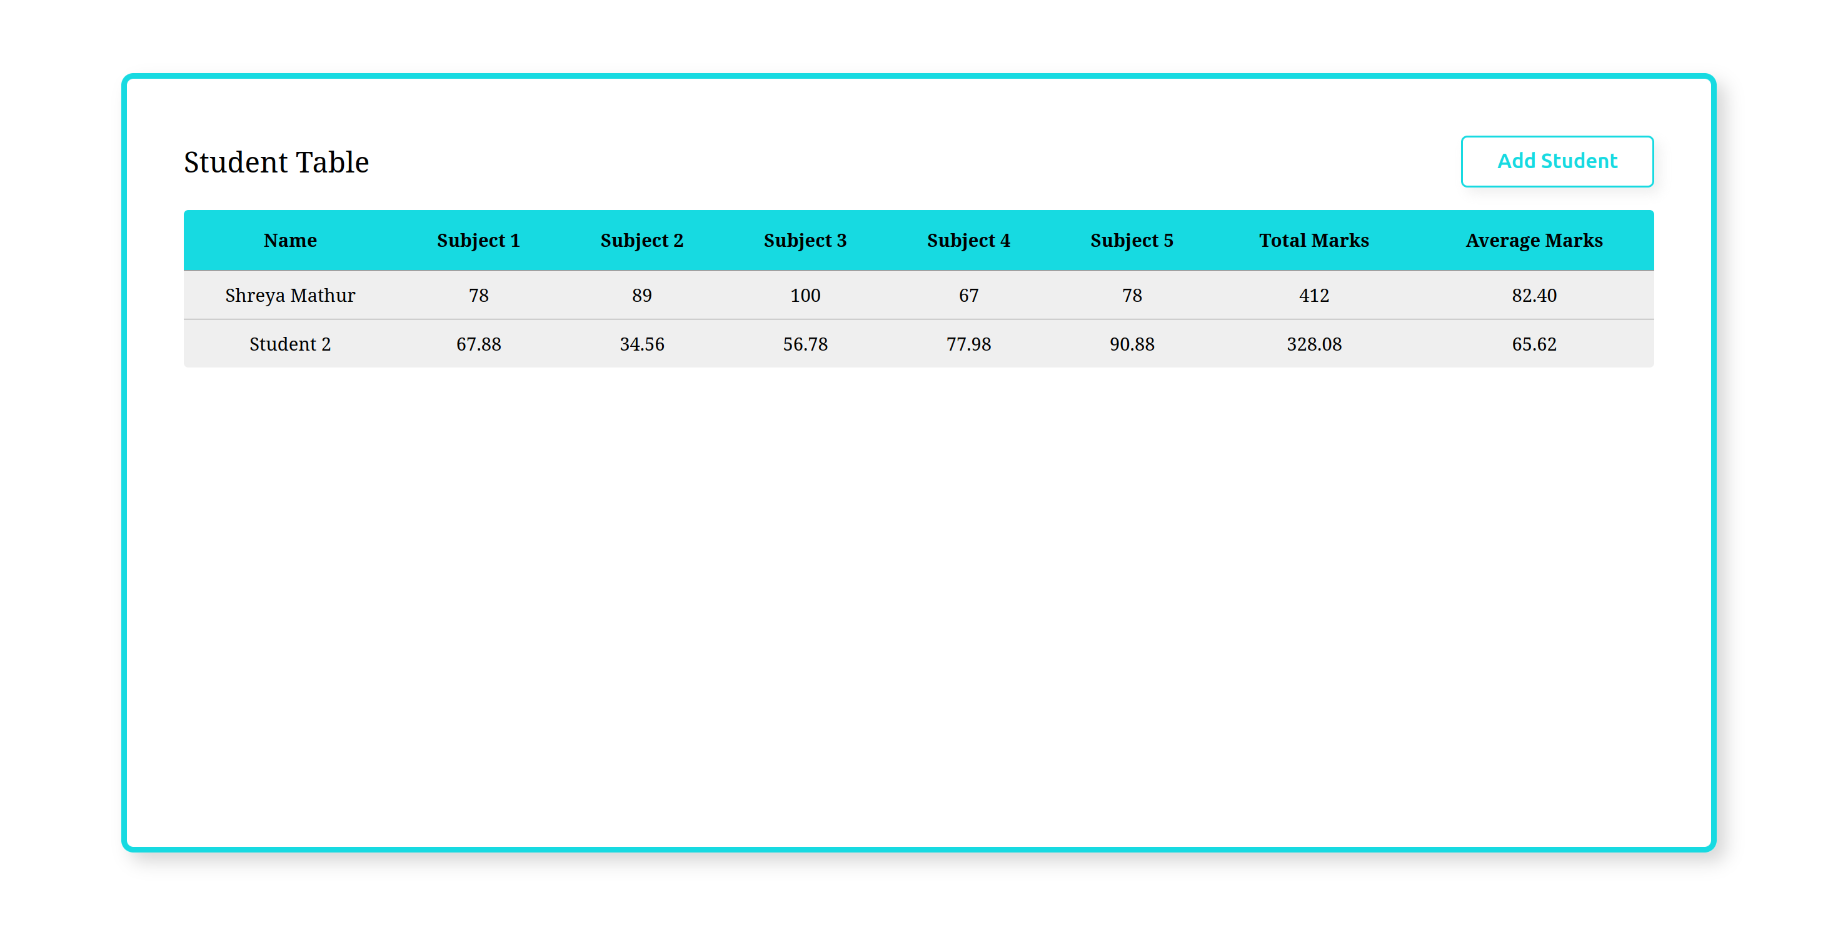 Student Table
Add Student
Name Subject 1 Subject 2 Subject 3 Subject 4 Subject 5 Total Marks Average Marks
Shreya Mathur 78 89 100 67 78 412 82.40
Student 2 67.88 34.56 56.78 77.98 90.88 328.08 65.62